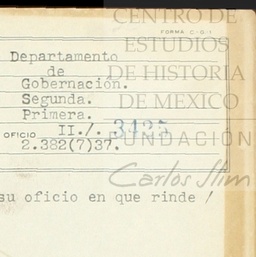 FORMA C-G-1
CENTRO DE
ESTUDIOS
DE HISTORIA
DE MEXICO
FUNDACIÓN
Carlos Slim
Departamento
de
Gobernación.
Segunda.
Primera.
OFICIO II./. 3425
2.382(7)37.
su oficio en que rinde /